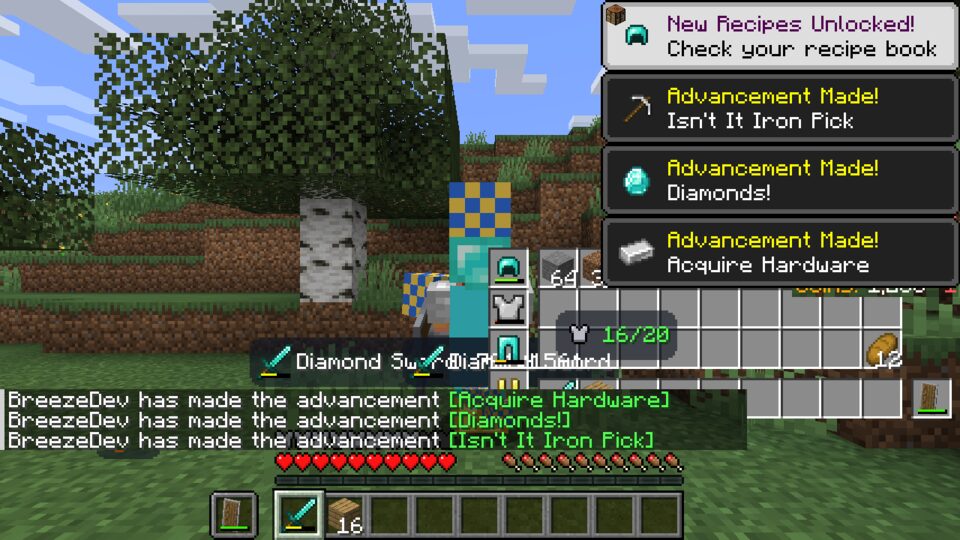 New Recipes Unlocked!
Check your recipe book
Advancement Made!
Isn't It Iron Pick
Advancement Made!
Diamonds!
Advancement Made!
Acquire Hardware
64
16/20
12
Diamond
BreezeDev has made the advancement [Acquire Hardware]
BreezeDev has made the advancement [Diamonds!]
BreezeDev has made the advancement [Isn't It Iron Pick]
16